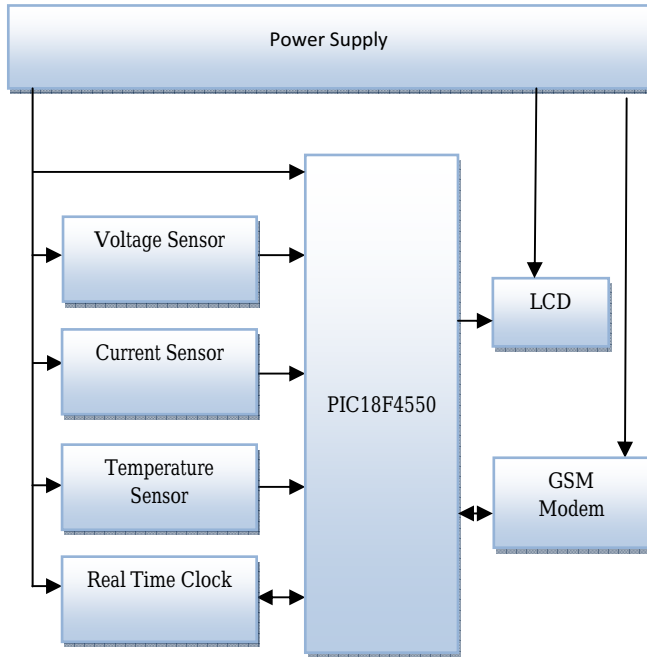 Power Supply
Voltage Sensor
Current Sensor
Temperature
Sensor
Real Time Clock
PIC18F4550
LCD
GSM
Modem